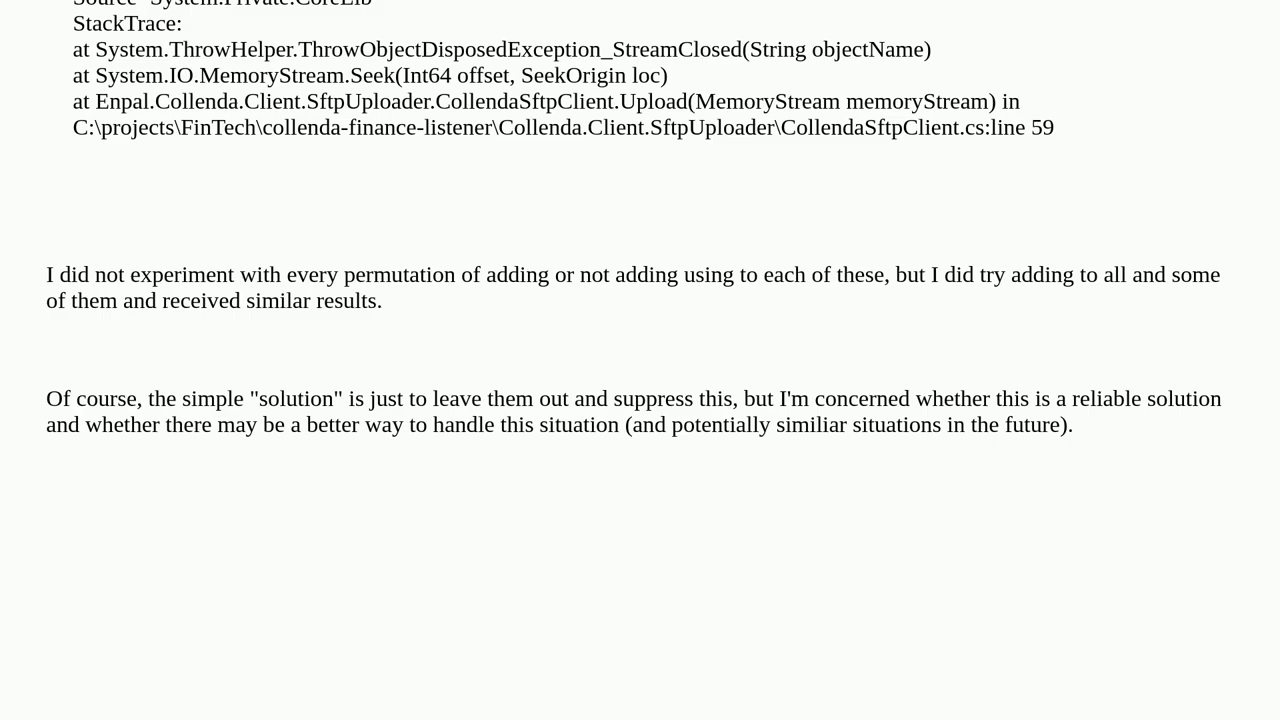 Source=System.Private.CoreLib
StackTrace:
at System.ThrowHelper.ThrowObjectDisposedException_StreamClosed(String objectName)
at System.IO.MemoryStream.Seek(Int64 offset, SeekOrigin loc)
at Enpal.Collenda.Client.SftpUploader.CollendaSftpClient.Upload(MemoryStream memoryStream) in
C:\projects\FinTech\collenda-finance-listener\Collenda.Client.SftpUploader\CollendaSftpClient.cs:line 59
I did not experiment with every permutation of adding or not adding using to each of these, but I did try adding to all and some
of them and received similar results.
Of course, the simple "solution" is just to leave them out and suppress this, but I'm concerned whether this is a reliable solution
and whether there may be a better way to handle this situation (and potentially similiar situations in the future).